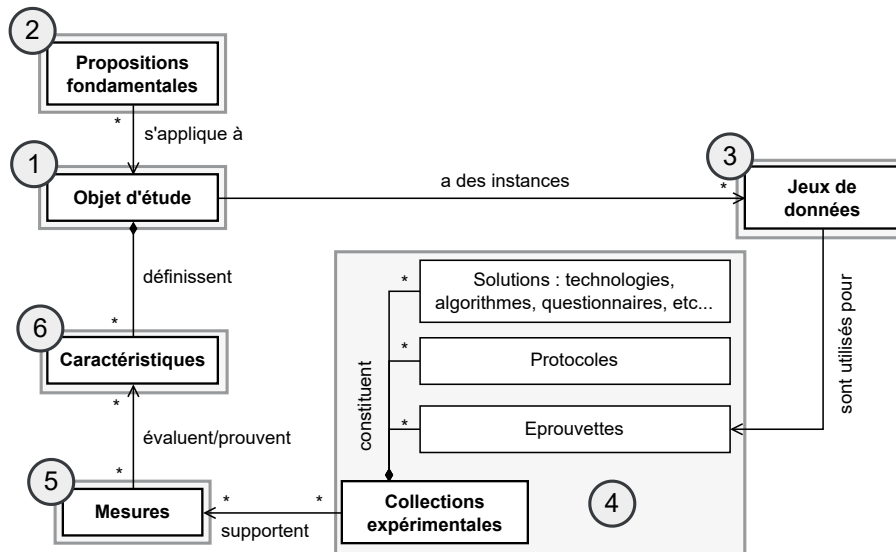 2
Propositions
fondamentales
*
s'applique à
1
Objet d'étude
a des instances
*
3
Jeux de
données
définissent
*
6
Caractéristiques
*
évaluent/prouvent
*
5
Mesures
*
*
supportent
*
Solutions : technologies,
algorithmes, questionnaires, etc...
*
Protocoles
*
Eprouvettes
constituent
Collections
expérimentales
4
sont utilisés pour